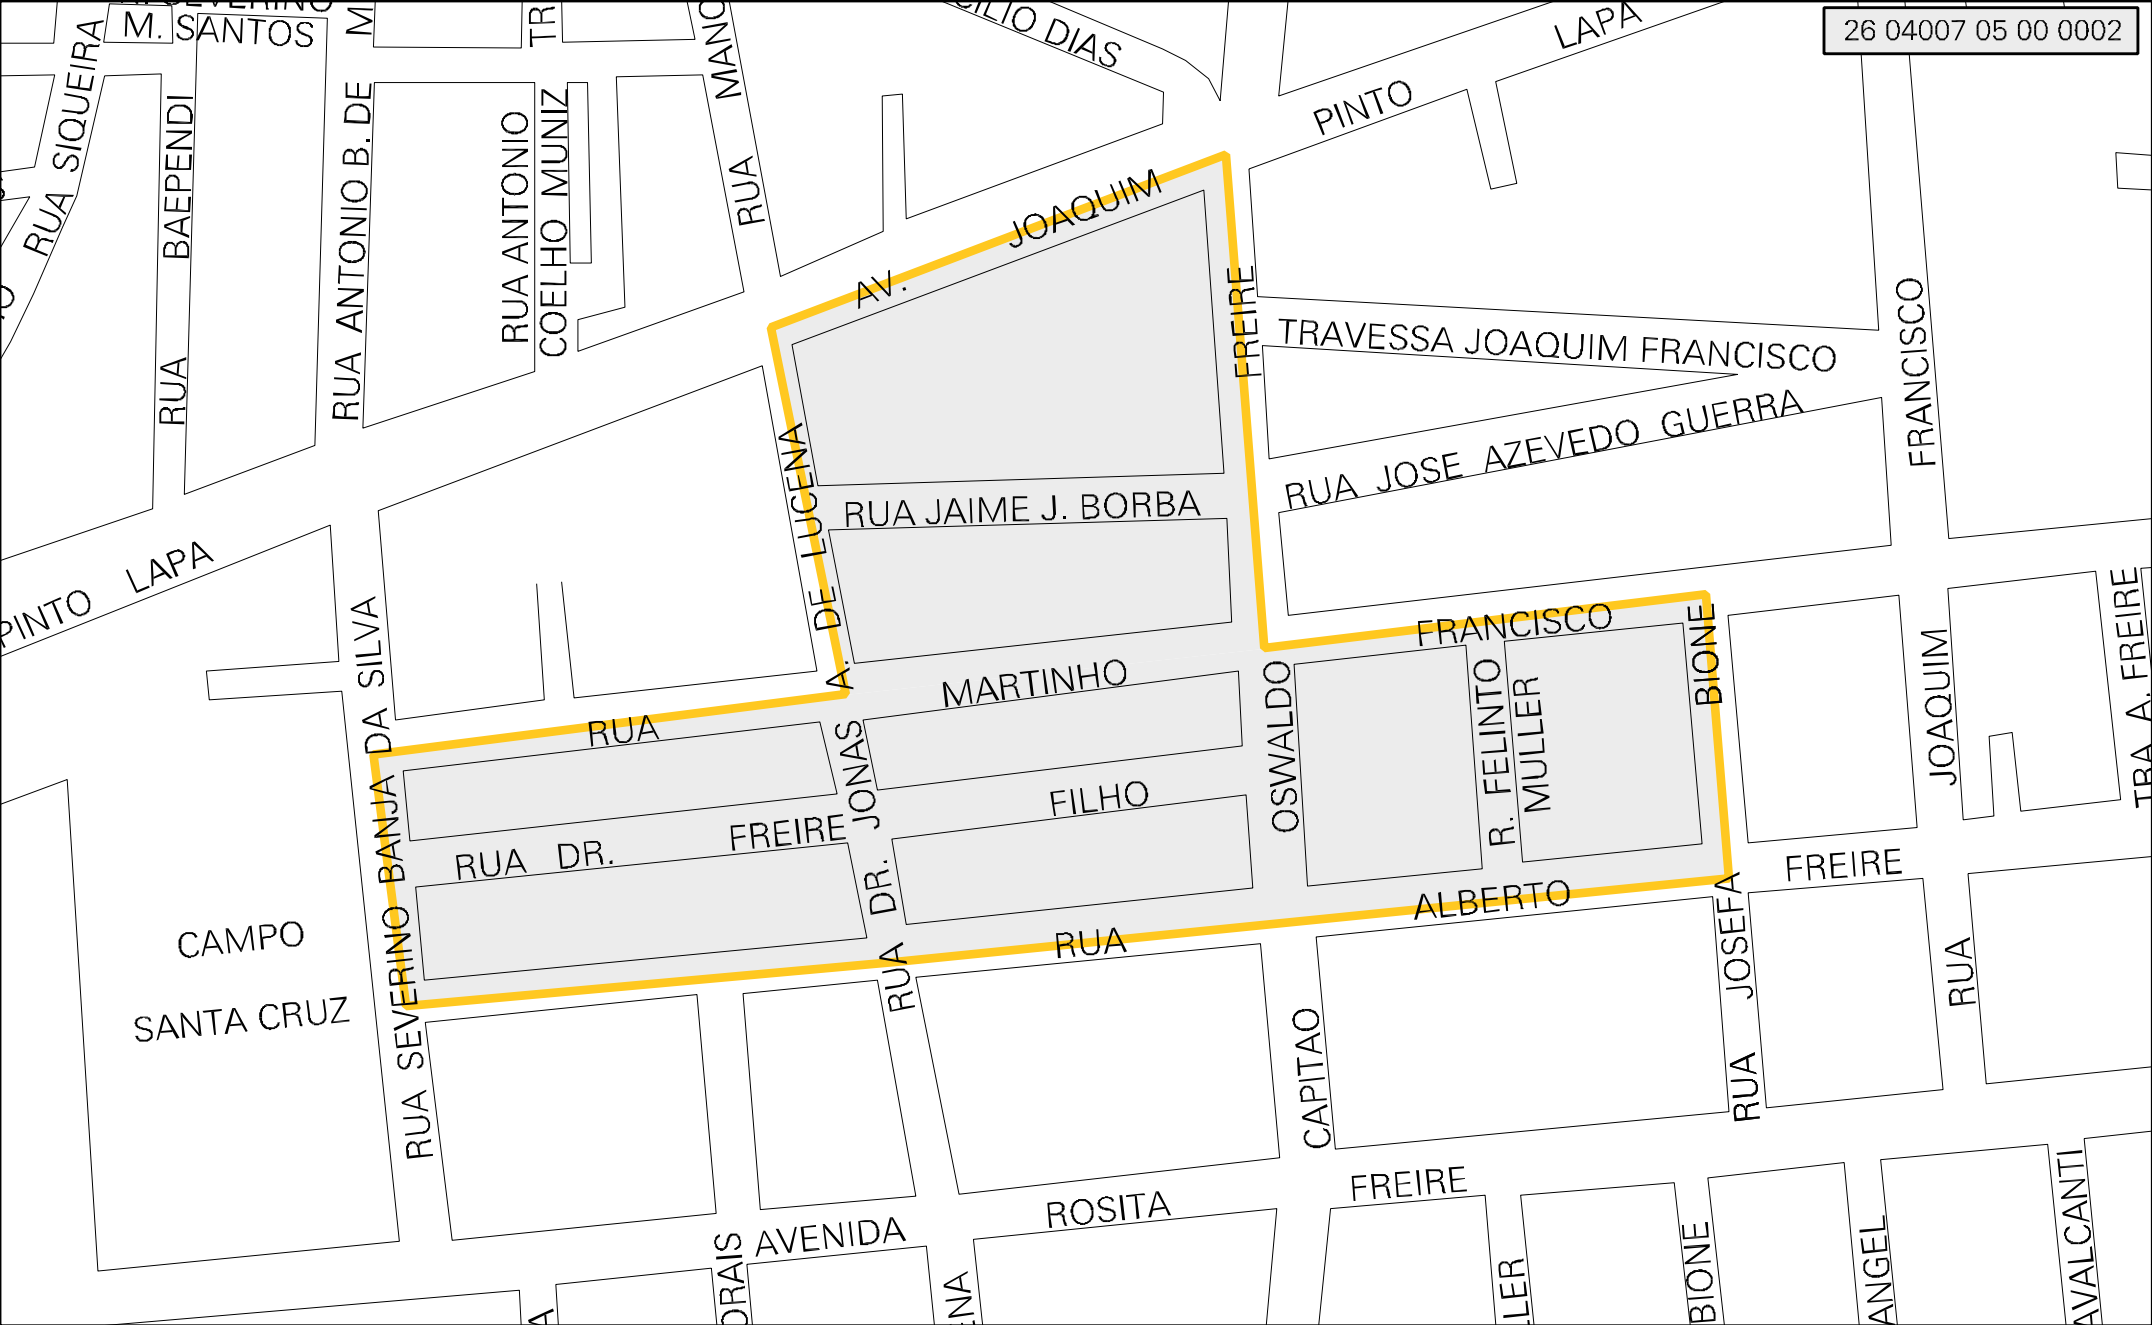 26 04007 05 00 0002
M. SANTOS
RUA SIQUEIRA
RUA BAEPENDI
RUA ANTONIO B. DE
RUA ANTONIO
COELHO MUNIZ
RUA
DIAS
PINTO LAPA
AV. JOAQUIM
FREIRE
TRAVESSA JOAQUIM FRANCISCO
RUA JOSE AZEVEDO GUERRA
FRANCISCO
RUA JAIME J. BORBA
A. DE LUCENA
PINTO LAPA
RUA SEVERINO BANJA DA SILVA
RUA
MARTINHO
FRANCISCO
RUA DR. FREIRE
FILHO
RUA DR. JONAS
OSWALDO
R. FELINTO
MULLER
BIONE
JOAQUIM
TRA. A. FREIRE
RUA
ALBERTO
FREIRE
CAMPO
SANTA CRUZ
CAPITAO
RUA JOSEFA
RUA
AVENIDA
ROSITA
FREIRE
BIONE